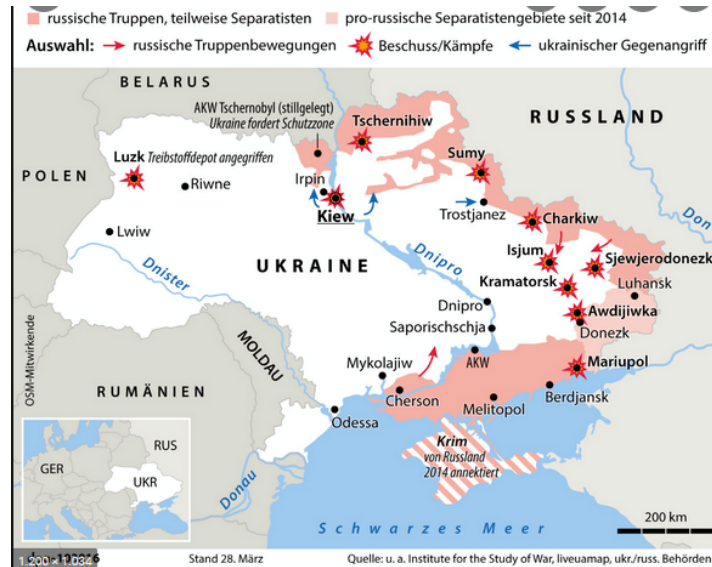 russische Truppen, teilweise Separatisten
pro-russische Separatistengebiete seit 2014
Auswahl:
russische Truppenbewegungen
Beschuss/Kämpfe
ukrainischer Gegenangriff
BELARUS
AKW Tschernobyl (stillgelegt)
Ukraine fordert Schutzzone
Tschernihiw
RUSSLAND
Luzk Treibstoffdepot angegriffen
Sumy
POLEN
Riwne
Irpin
Kiew
Trostjanez
Charkiw
Don
Lwiw
Isjum
Sjewjerodonezk
UKRAINE
Dnipro
Dnister
Kramatorsk
Luhansk
Dnipro
Awdijiwka
Saporischschja
Donezk
OSM-Mitwirkende
MOLDAU
Mykolajiw
AKW
Mariupol
RUMÄNIEN
Cherson
Melitopol
Berdjansk
Odessa
Krim
von Russland
2014 annektiert
RUS
GER
UKR
Donau
200 km
Schwarzes Meer
1.200 × 1.034
Stand 28. März
Quelle: u. a. Institute for the Study of War, liveuamap, ukr./russ. Behörden